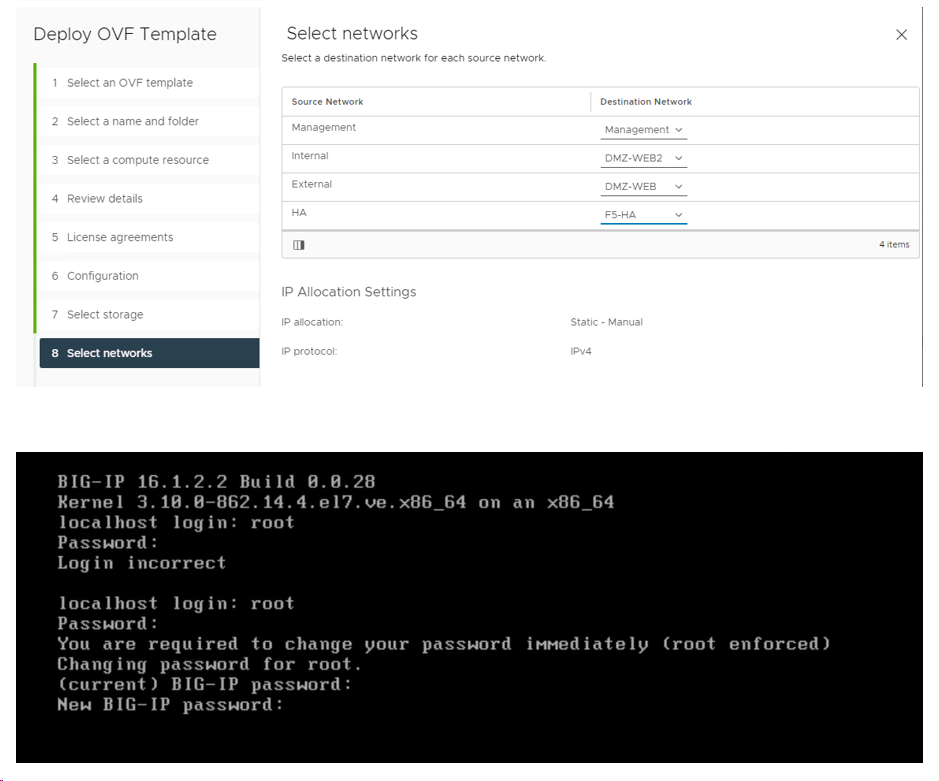 Deploy OVF Template
1 Select an OVF template
2 Select a name and folder
3 Select a compute resource
4 Review details
5 License agreements
6 Configuration
7 Select storage
8 Select networks
Select networks
Select a destination network for each source network.
Source Network Destination Network
Management Management
Internal DMZ-WEB2
External DMZ-WEB
HA F5-HA
4 items
IP Allocation Settings
IP allocation: Static - Manual
IP protocol: IPv4
BIG-IP 16.1.2.2 Build 0.0.28
Kernel 3.10.0-862.14.4.el7.ve.x86_64 on an x86_64
localhost login: root
Password:
Login incorrect
localhost login: root
Password:
You are required to change your password immediately (root enforced)
Changing password for root.
(current) BIG-IP password:
New BIG-IP password: